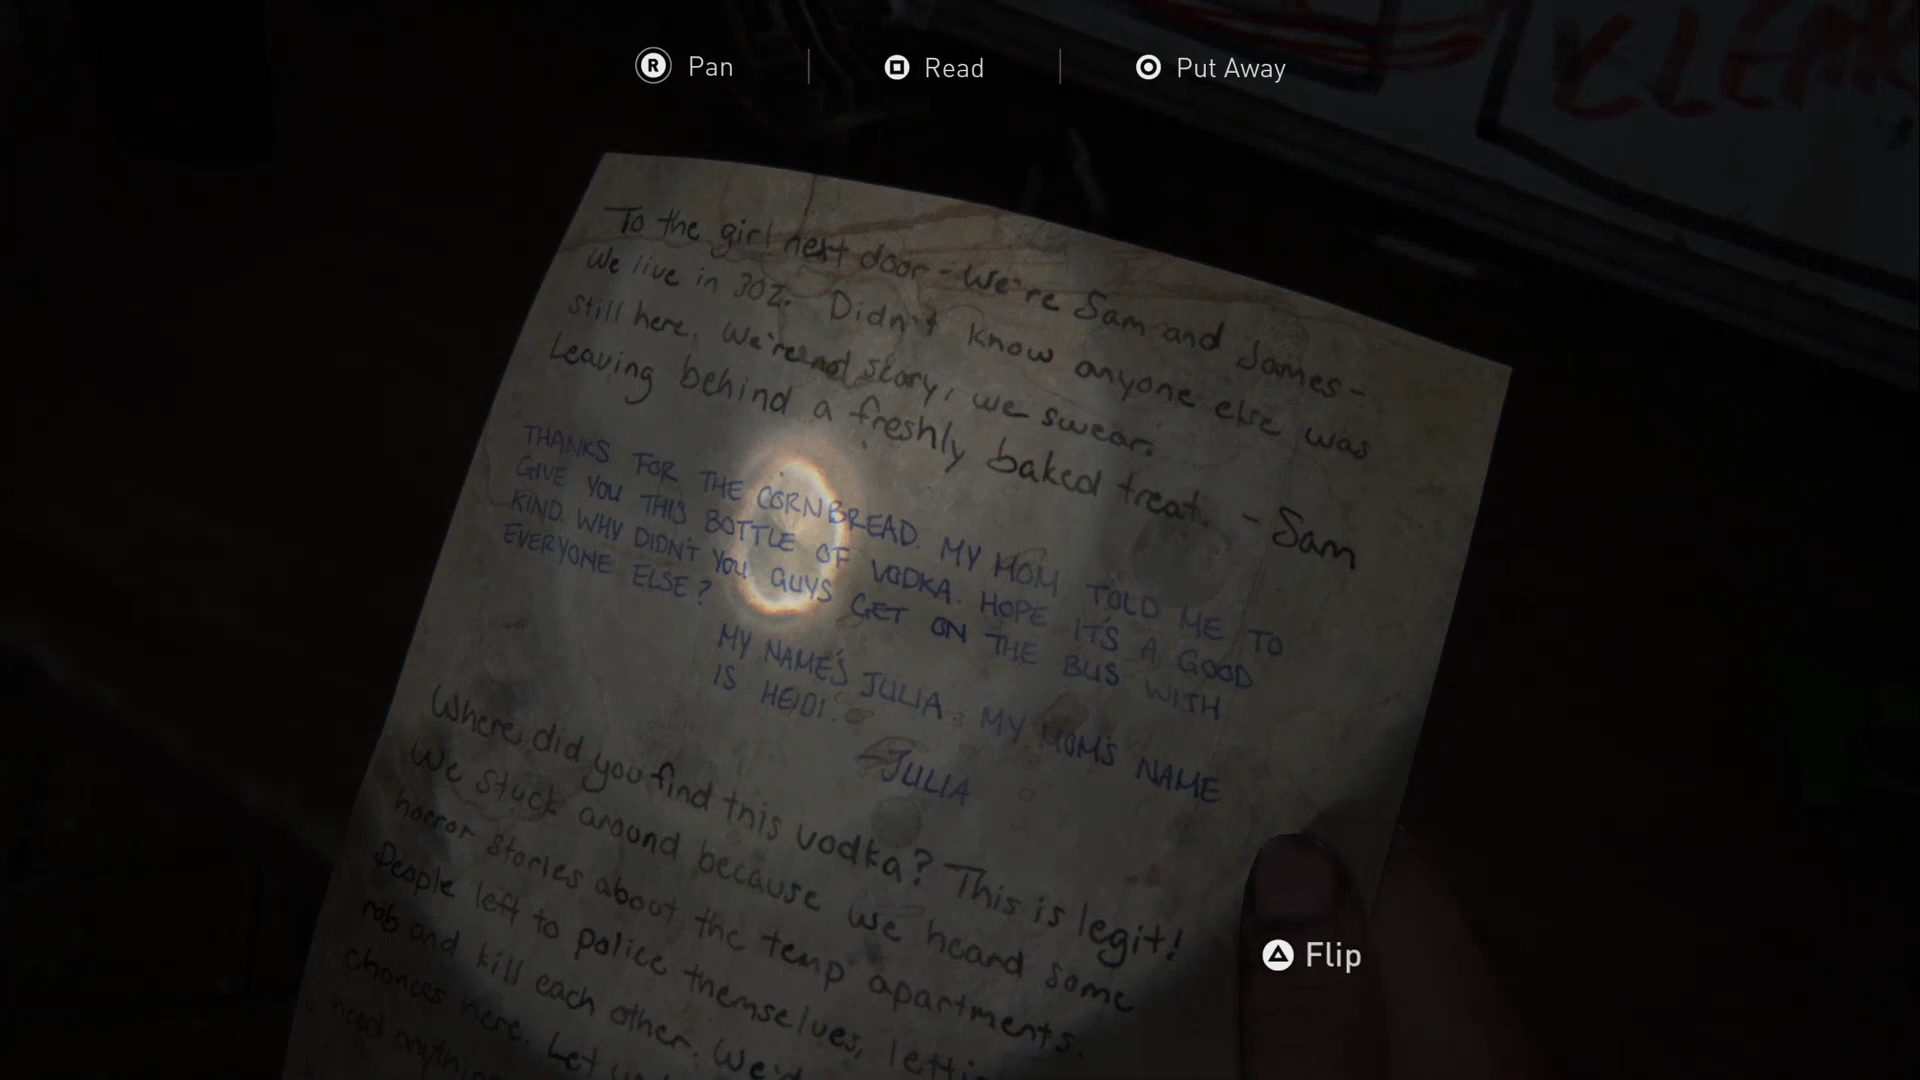 R Pan
Read
Put Away
CLEAR
To the girl next door - We're Sam and James -
We live in 302. Didn't know anyone else was
still here. We're not scary, we swear.
Leaving behind a freshly baked treat. - Sam
THANKS FOR THE CORNBREAD. MY MOM TOLD ME TO
GIVE YOU THIS BOTTLE OF VODKA. HOPE IT'S A GOOD
KIND. WHY DIDN'T YOU GUYS GET ON THE BUS WITH
EVERYONE ELSE?
MY NAME'S JULIA. MY MOM'S NAME
IS HEIDI.
-JULIA
Where did you find this vodka? This is legit!
We stuck around because we heard some
horror stories about the temp apartments.
People left to police themselves,
rob and kill each other. We'd
chances here. Let
need
Flip